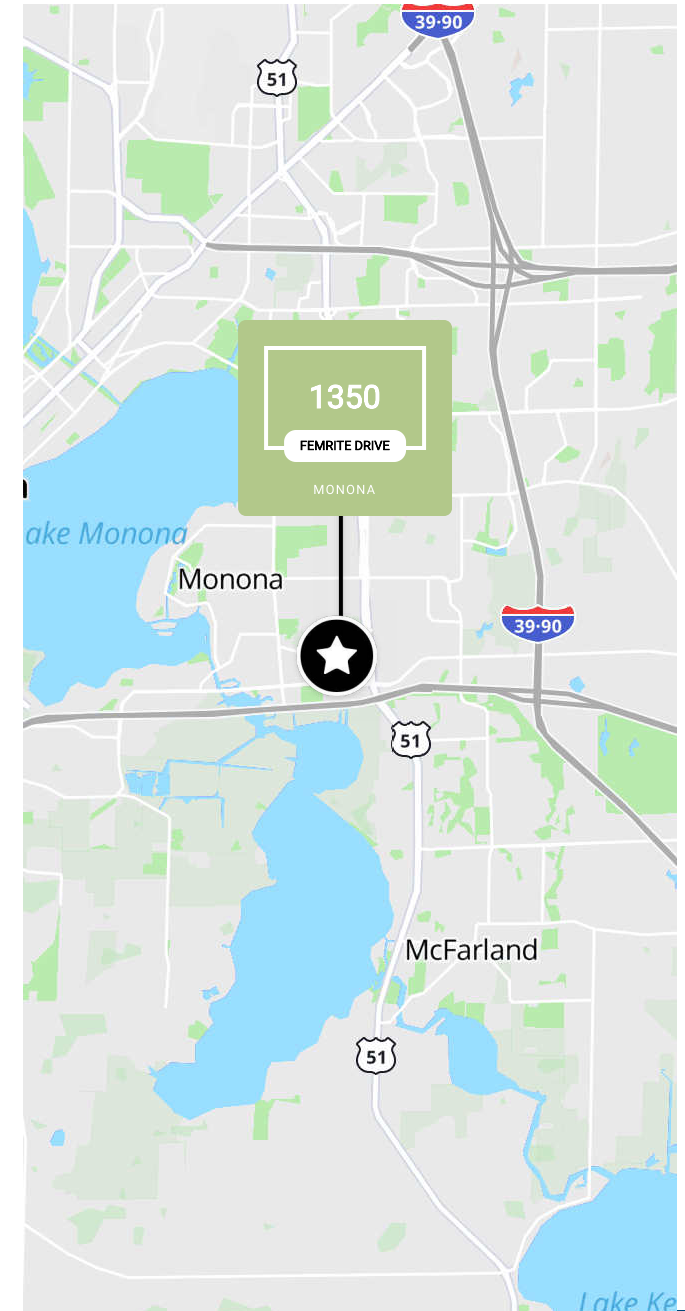 39·90
51
1350
FEMRITE DRIVE
MONONA
ake Monona
Monona
39·90
51
McFarland
51
Lake Ke